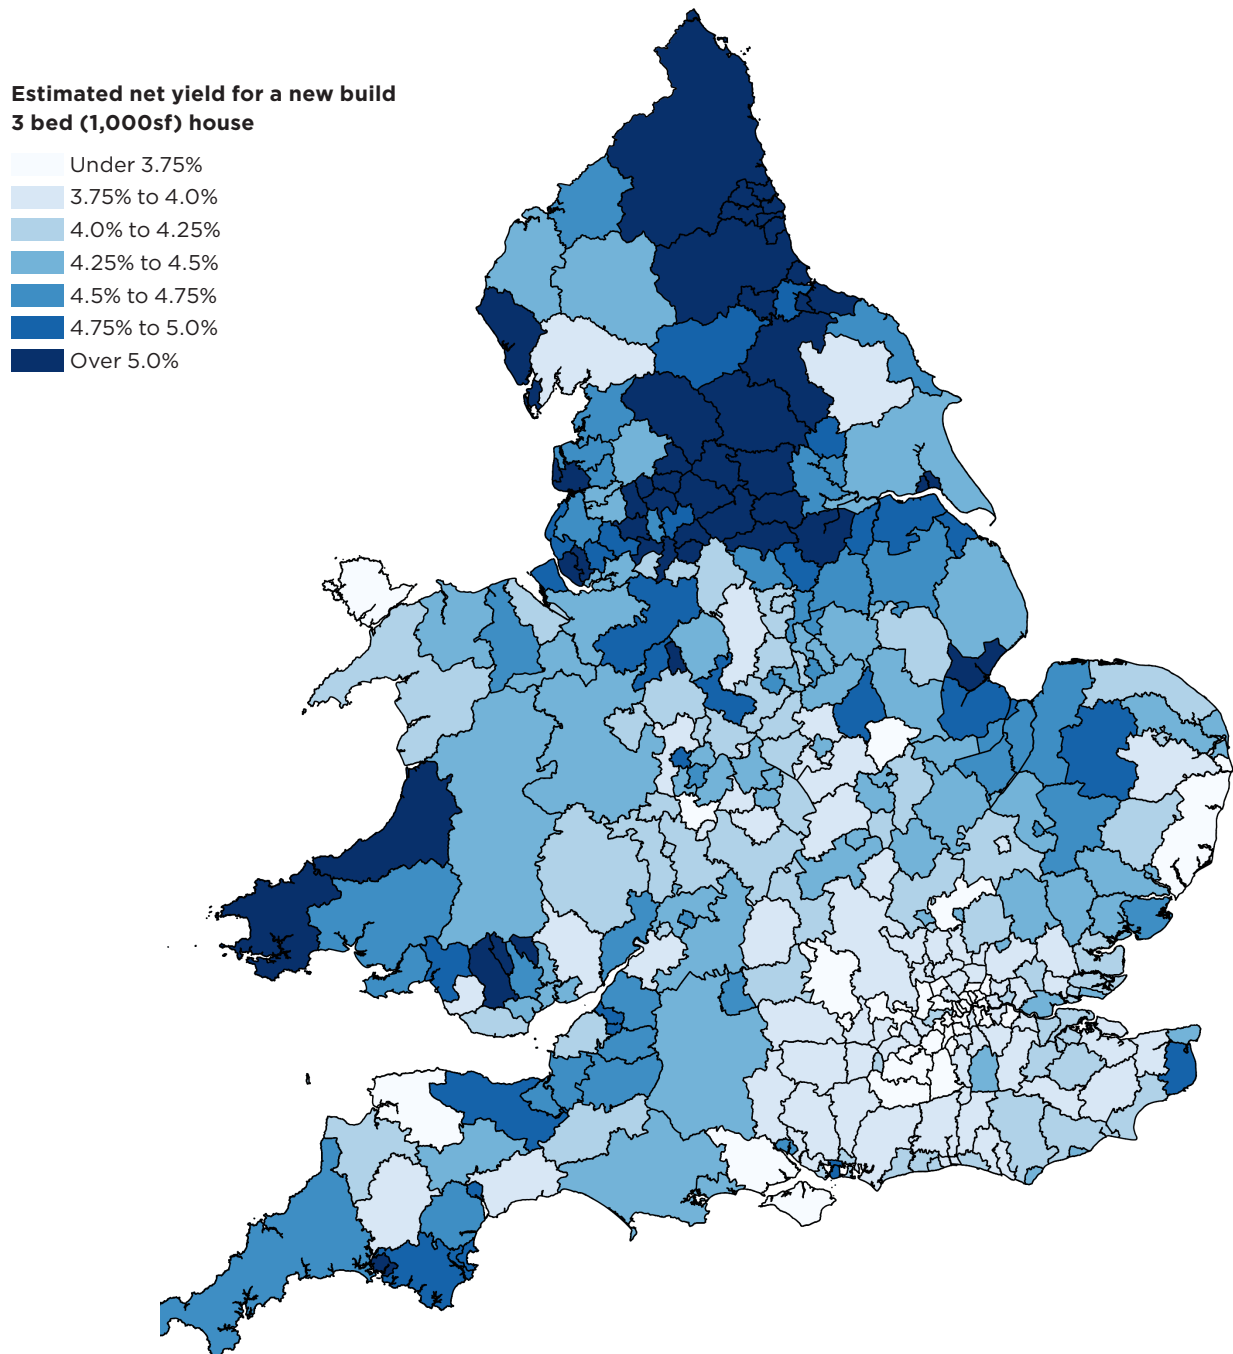 Estimated net yield for a new build
3 bed (1,000sf) house
Under 3.75%
3.75% to 4.0%
4.0% to 4.25%
4.25% to 4.5%
4.5% to 4.75%
4.75% to 5.0%
Over 5.0%